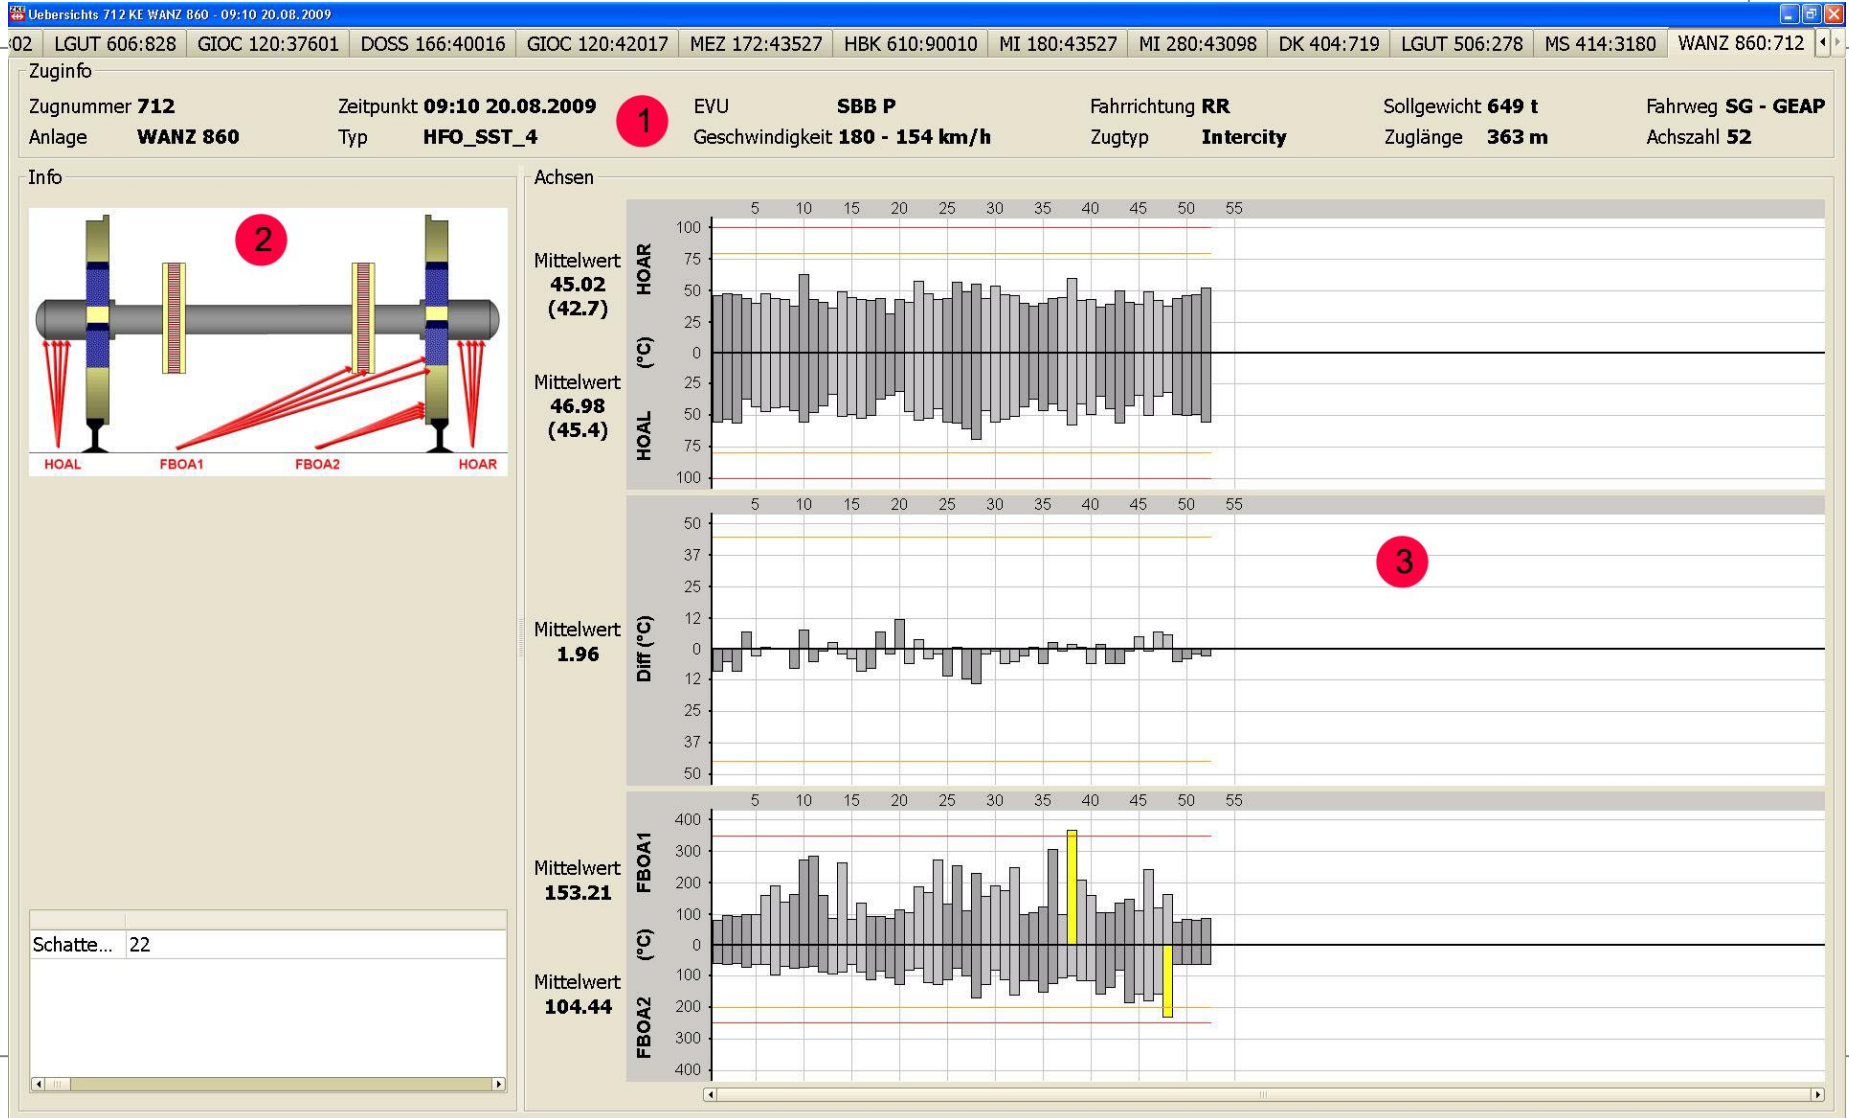 Uebersichts 712 KE WANZ 860 - 09:10 20.08.2009
02 LGUT 606:828 GIOC 120:37601 DOSS 166:40016 GIOC 120:42017 MEZ 172:43527 HBK 610:90010 MI 180:43527 MI 280:43098 DK 404:719 LGUT 506:278 MS 414:3180 WANZ 860:712
Zuginfo
Zugnummer 712 Zeitpunkt 09:10 20.08.2009 EVU SBB P Fahrrichtung RR Sollgewicht 649 t Fahrweg SG - GEAP
1
Anlage WANZ 860 Typ HFO_SST_4 Geschwindigkeit 180 - 154 km/h Zugtyp Intercity Zuglänge 363 m Achszahl 52
Info
2
HOAL FBOA1 FBOA2 HOAR
Schatte... 22
Achsen
5 10 15 20 25 30 35 40 45 50 55
Mittelwert
45.02
(42.7)
Mittelwert
46.98
(45.4)
HOAR
(°C)
HOAL
100
75
50
25
0
25
50
75
100
5 10 15 20 25 30 35 40 45 50 55
Mittelwert
1.96
Diff (°C)
50
37
25
12
0
12
25
37
50
3
5 10 15 20 25 30 35 40 45 50 55
Mittelwert
153.21
Mittelwert
104.44
FBOA1
(°C)
FBOA2
400
300
200
100
0
100
200
300
400